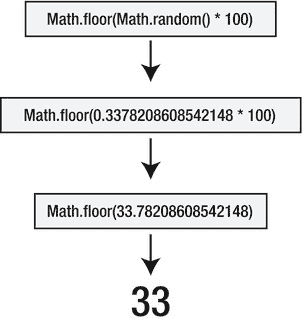 Math.floor(Math.random() * 100)
Math.floor(0.3378208608542148 * 100)
Math.floor(33.78208608542148)
33